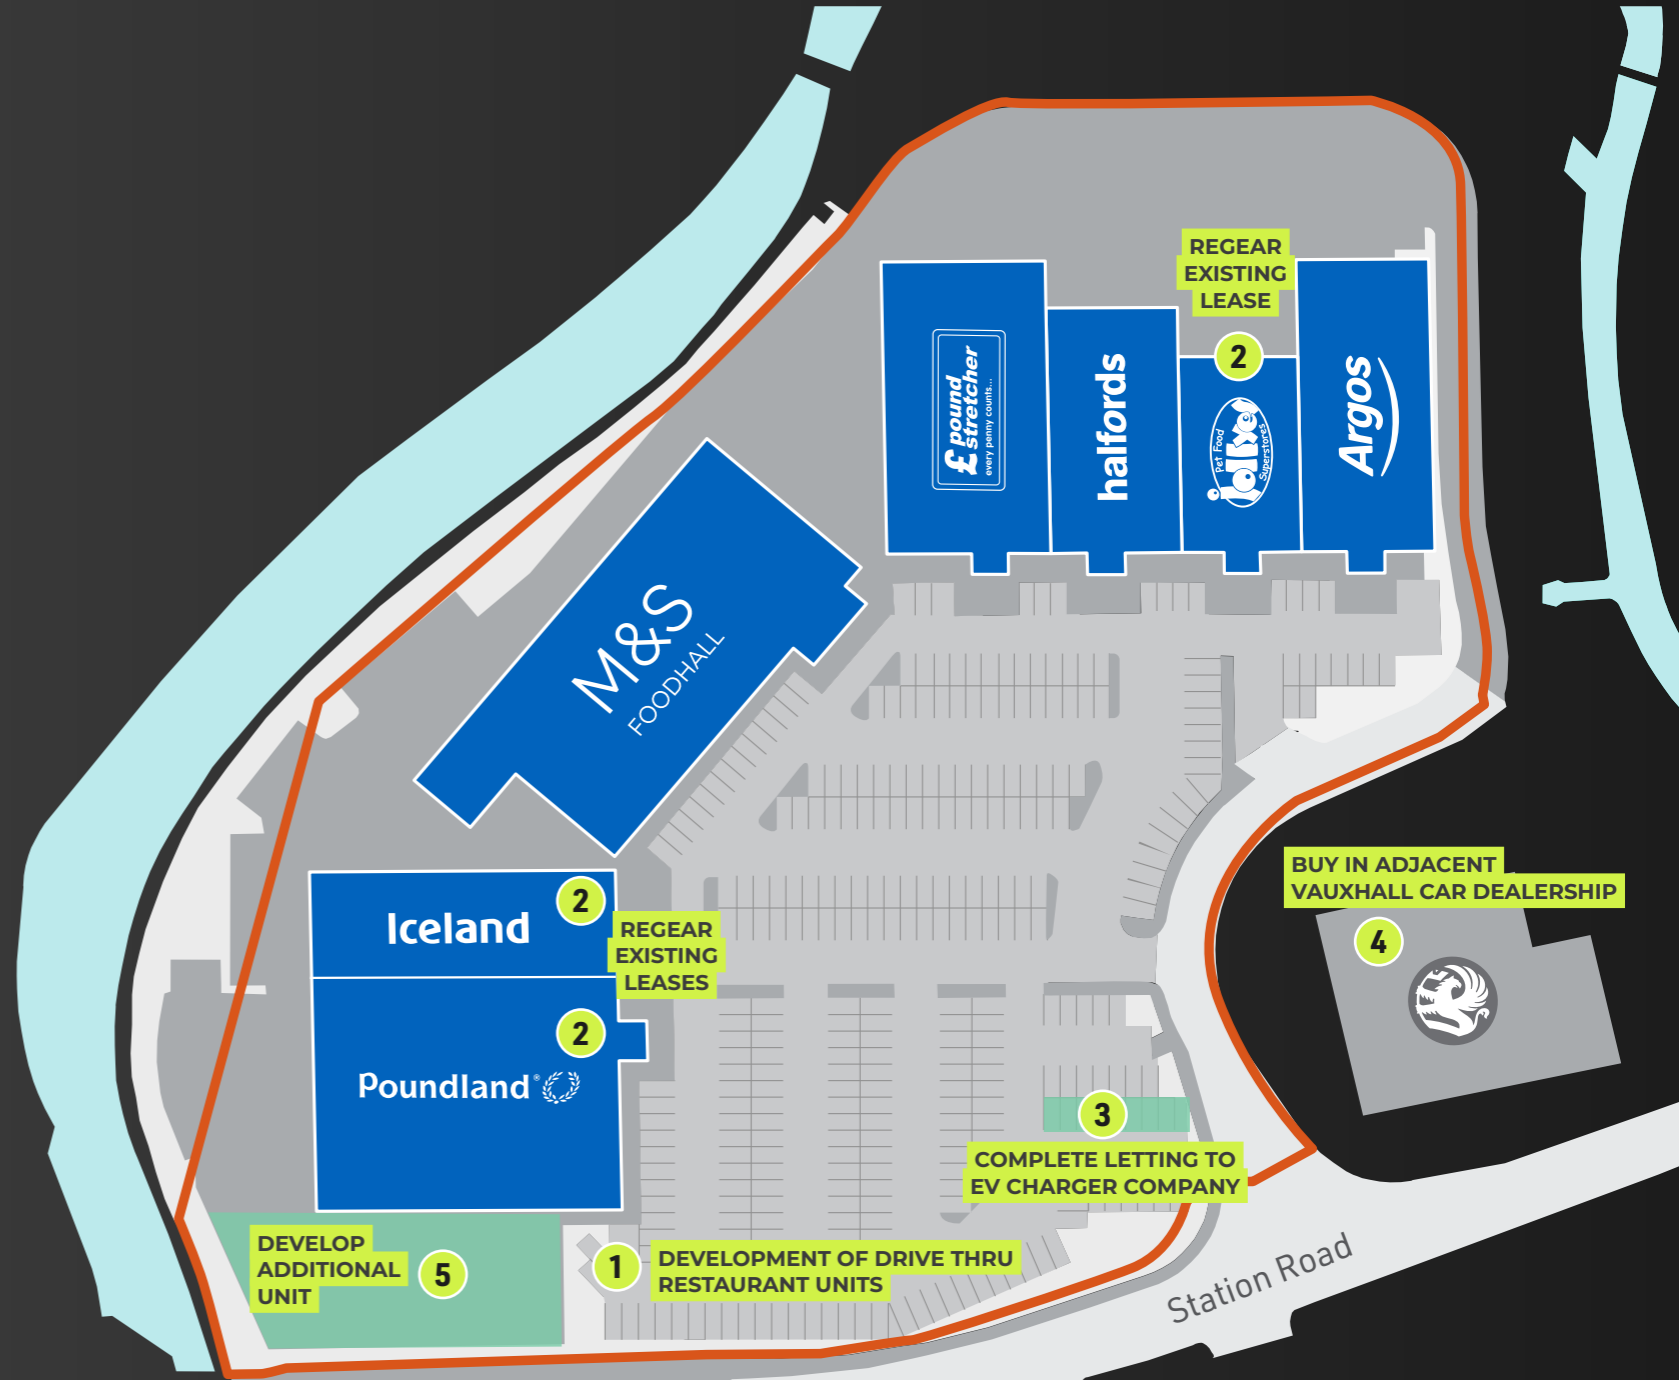 REGEAR
EXISTING
LEASE
2
£ pound
stretcher
every penny counts...
halfords
Pet Food
jollyes
Superstores
Argos
M&S
FOODHALL
Iceland
2
REGEAR
EXISTING
LEASES
2
Poundland®
BUY IN ADJACENT
VAUXHALL CAR DEALERSHIP
4
3
COMPLETE LETTING TO
EV CHARGER COMPANY
DEVELOP
ADDITIONAL
UNIT
5
1
DEVELOPMENT OF DRIVE THRU
RESTAURANT UNITS
Station Road